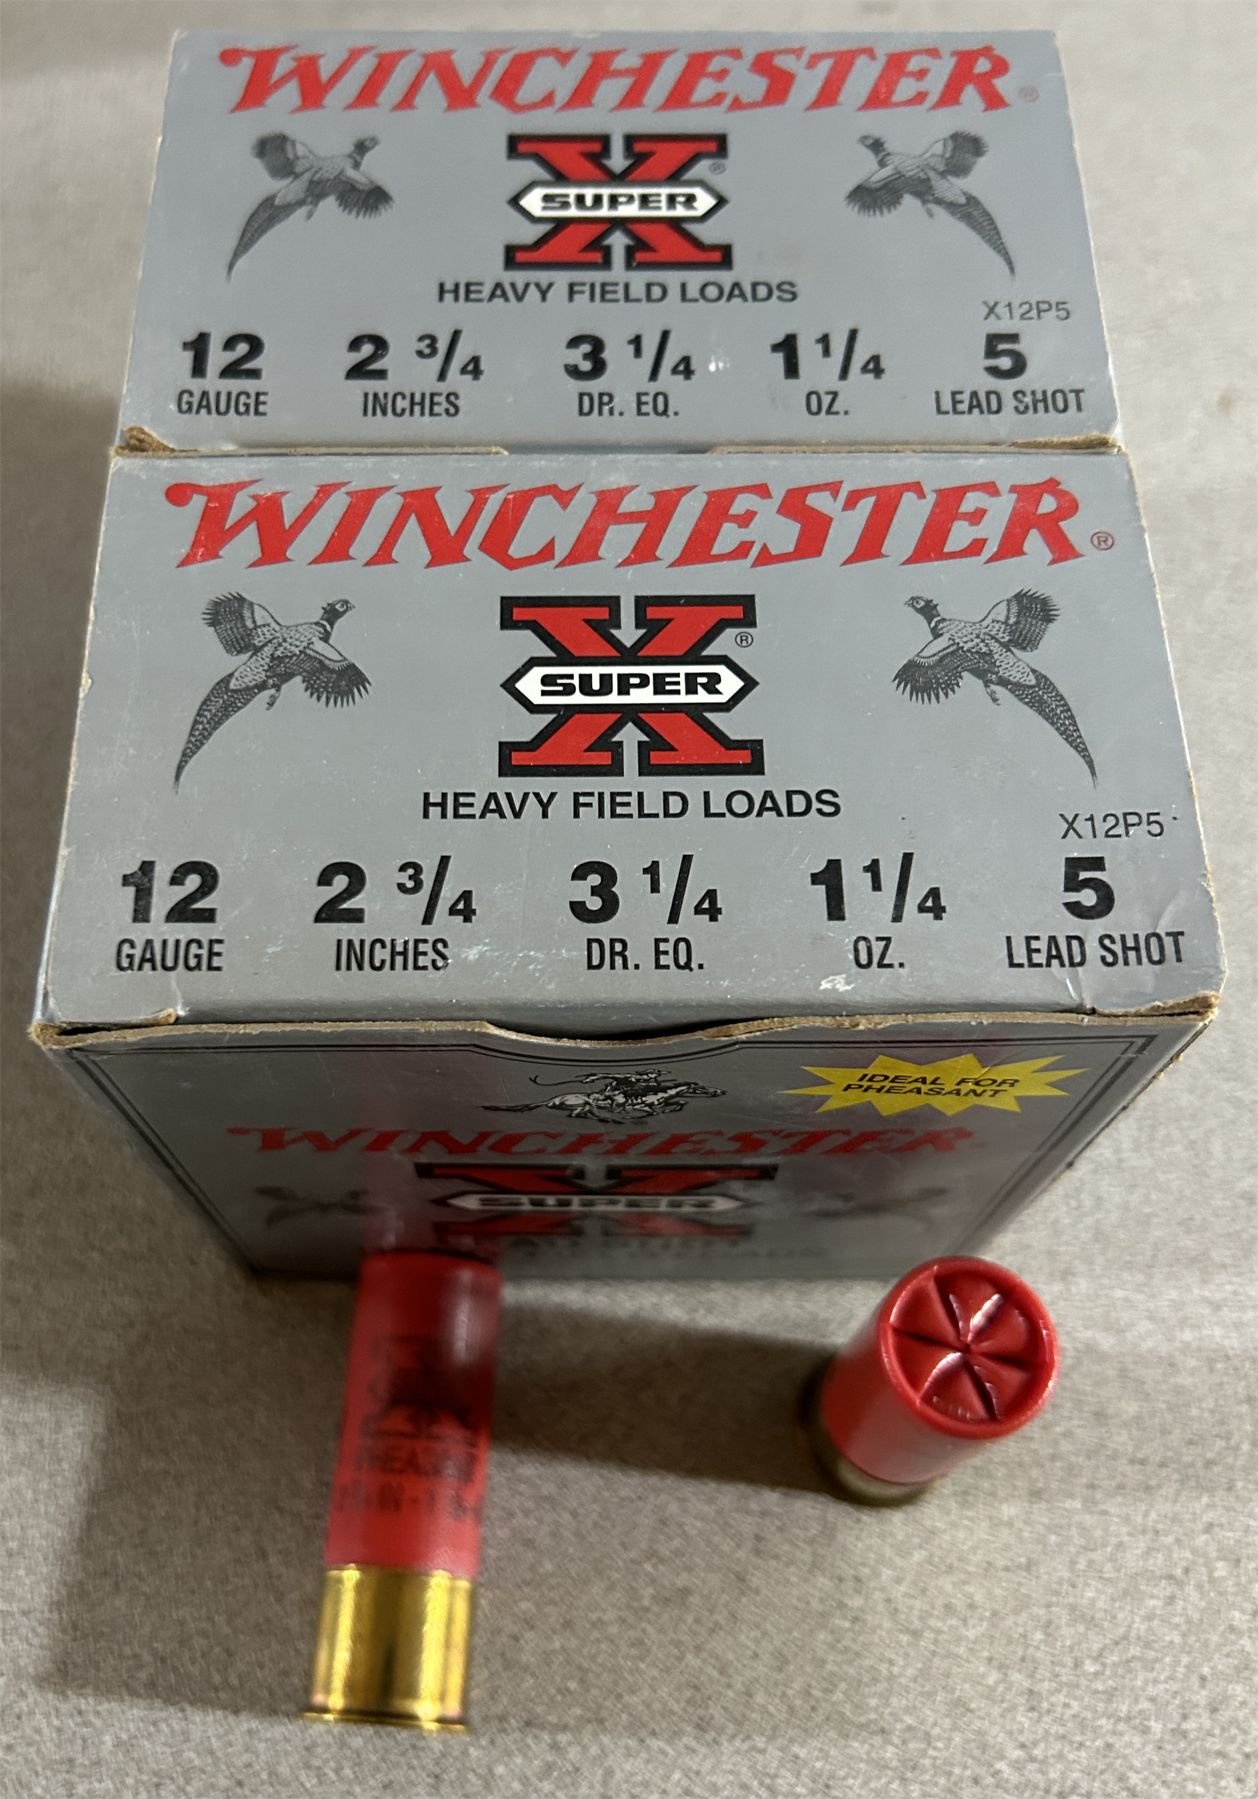 WINCHESTER®
X®
SUPER
HEAVY FIELD LOADS
X12P5
12 2 3/4 3 1/4 1 1/4 5
GAUGE INCHES DR. EQ. OZ. LEAD SHOT
WINCHESTER®
X®
SUPER
HEAVY FIELD LOADS
X12P5
12 2 3/4 3 1/4 1 1/4 5
GAUGE INCHES DR. EQ. OZ. LEAD SHOT
IDEAL FOR
PHEASANT
WINCHESTER
X
SUPER
LOADS